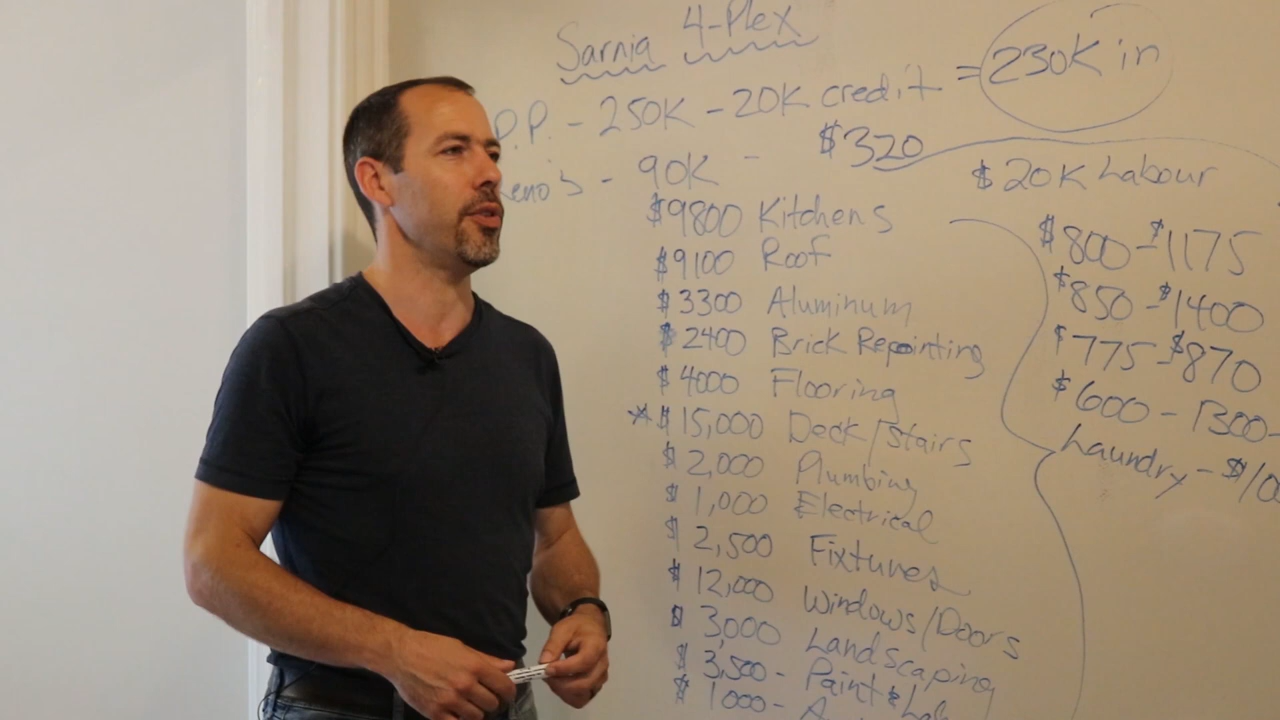 Sarnia 4-Plex
P.P. - 250K - 20K credit = 230K in
Reno's - 90K - $320
$20K Labour
$9800 Kitchens
$9100 Roof
$3300 Aluminum
$2400 Brick Repointing
$4000 Flooring
* $15,000 Deck/stairs
$2,000 Plumbing
$1,000 Electrical
$2,500 Fixtures
$12,000 Windows/Doors
$3,000 Landscaping
$3,500 - Paint &
$1000 -
$800 - $1175
$850 - $1400
$775 - $870
$600 - 1300 -
Laundry - $10